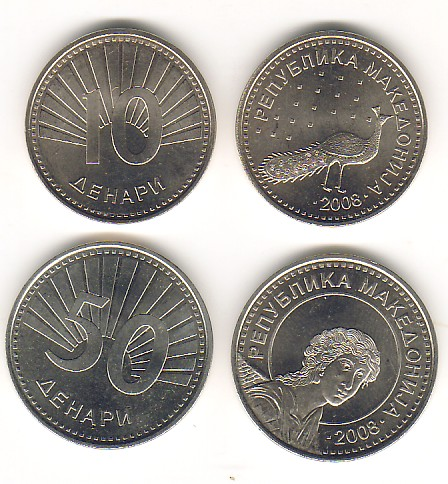 10
ДЕНАРИ
РЕПУБЛИКА МАКЕДОНИЈА
· 2008 ·
50
ДЕНАРИ
РЕПУБЛИКА МАКЕДОНИЈА
· 2008 ·